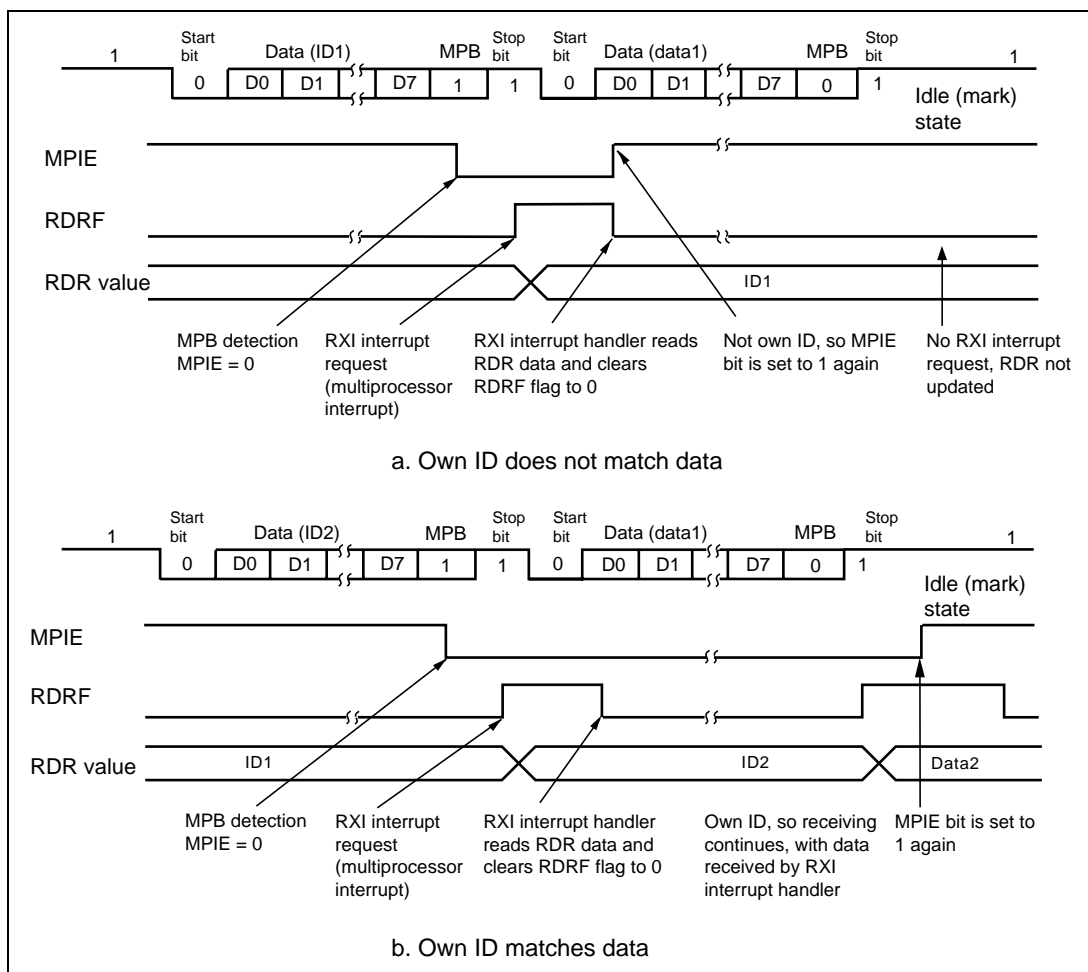 Start bit
Data (ID1)
MPB
Stop bit
Start bit
Data (data1)
MPB
Stop bit
1
1
0
D0
D1
D7
1
1
0
D0
D1
D7
0
1
Idle (mark) state
MPIE
RDRF
RDR value
ID1
MPB detection
MPIE = 0
RXI interrupt
request
(multiprocessor
interrupt)
RXI interrupt handler reads
RDR data and clears
RDRF flag to 0
Not own ID, so MPIE
bit is set to 1 again
No RXI interrupt
request, RDR not
updated
a. Own ID does not match data
Start bit
Data (ID2)
MPB
Stop bit
Start bit
Data (data1)
MPB
Stop bit
1
1
0
D0
D1
D7
1
1
0
D0
D1
D7
0
1
Idle (mark) state
MPIE
RDRF
RDR value
ID1
ID2
Data2
MPB detection
MPIE = 0
RXI interrupt
request
(multiprocessor
interrupt)
RXI interrupt handler
reads RDR data and
clears RDRF flag to 0
Own ID, so receiving
continues, with data
received by RXI
interrupt handler
MPIE bit is set to
1 again
b. Own ID matches data